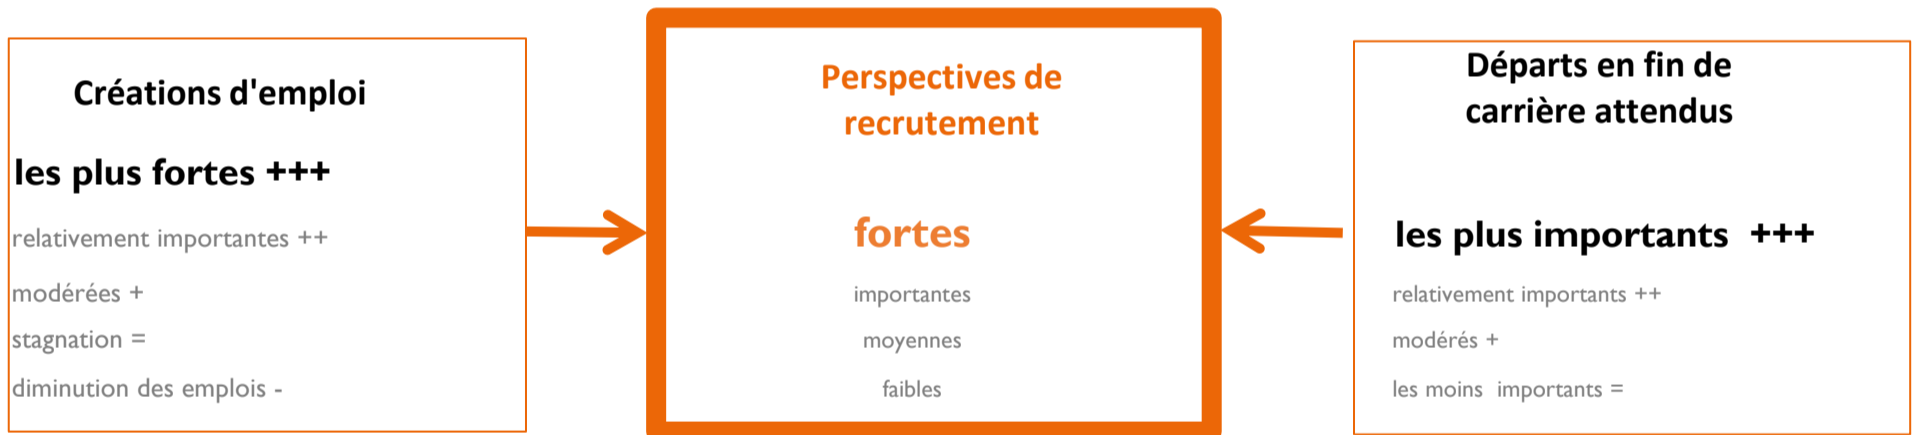 Créations d'emploi
les plus fortes +++
relativement importantes ++
modérées +
stagnation =
diminution des emplois -
Perspectives de
recrutement
fortes
importantes
moyennes
faibles
Départs en fin de
carrière attendus
les plus importants +++
relativement importants ++
modérés +
les moins importants =